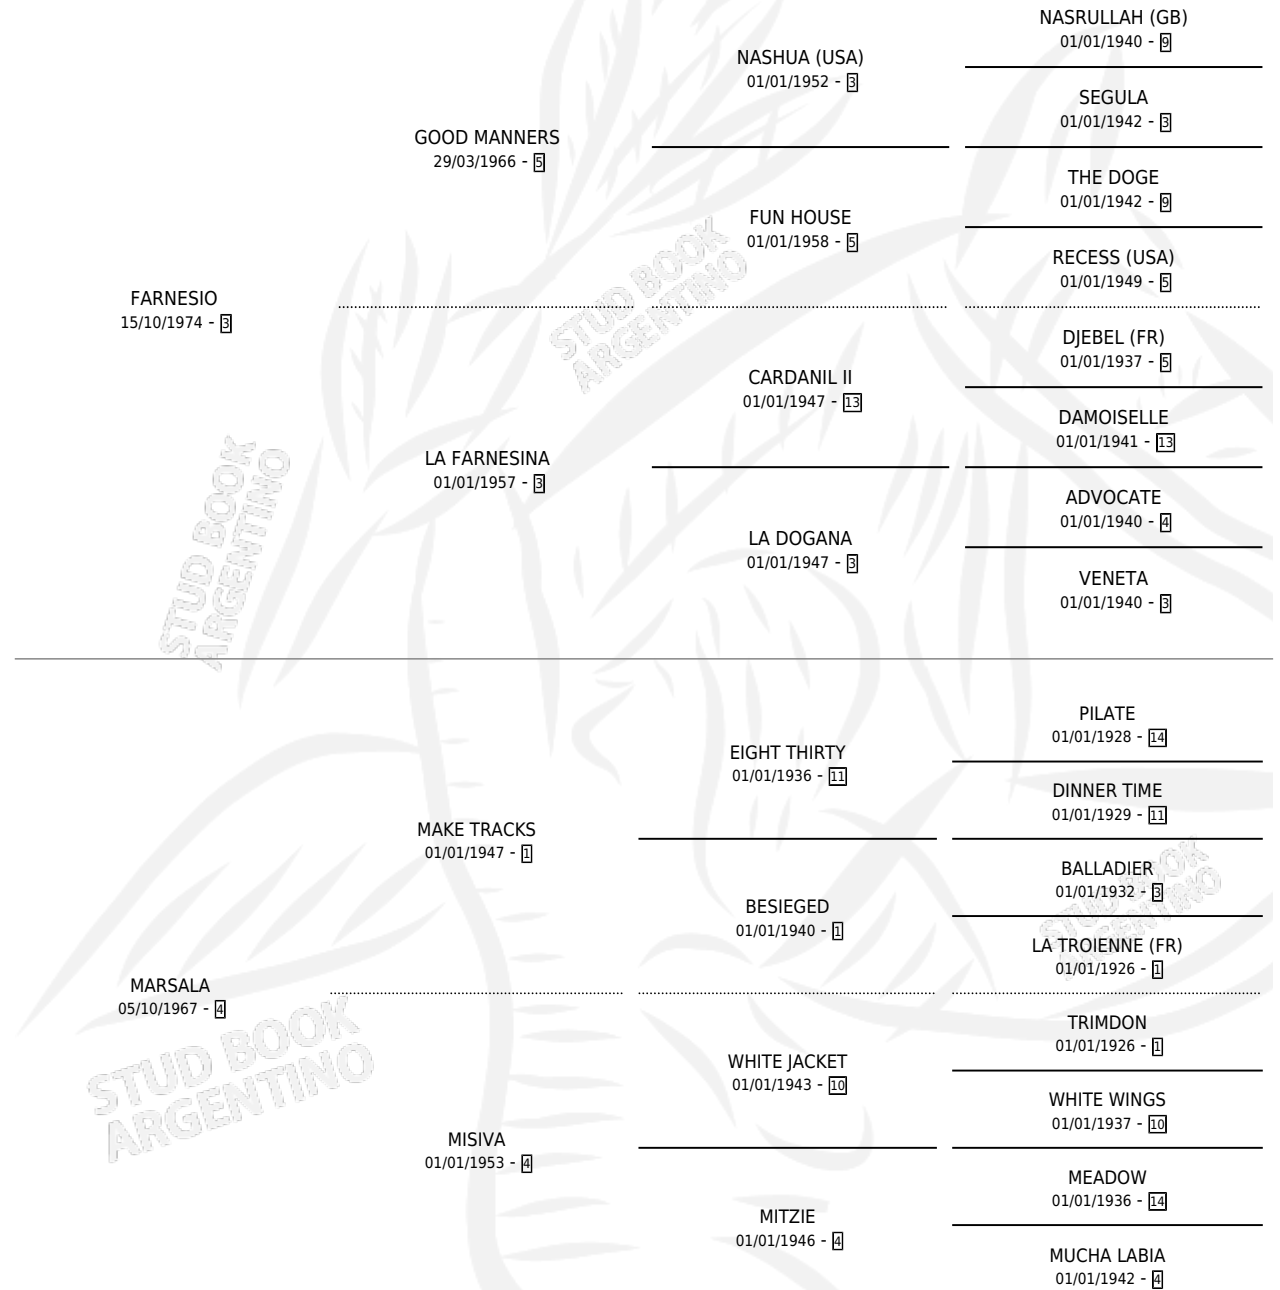 FARNESIO
15/10/1974 - 3
GOOD MANNERS
29/03/1966 - 5
NASHUA (USA)
01/01/1952 - 3
NASRULLAH (GB)
01/01/1940 - 9
SEGULA
01/01/1942 - 3
FUN HOUSE
01/01/1958 - 5
THE DOGE
01/01/1942 - 9
RECESS (USA)
01/01/1949 - 5
LA FARNESINA
01/01/1957 - 3
CARDANIL II
01/01/1947 - 13
DJEBEL (FR)
01/01/1937 - 5
DAMOISELLE
01/01/1941 - 13
LA DOGANA
01/01/1947 - 3
ADVOCATE
01/01/1940 - 4
VENETA
01/01/1940 - 3
MARSALA
05/10/1967 - 4
MAKE TRACKS
01/01/1947 - 1
EIGHT THIRTY
01/01/1936 - 11
PILATE
01/01/1928 - 14
DINNER TIME
01/01/1929 - 11
BESIEGED
01/01/1940 - 1
BALLADIER
01/01/1932 - 3
LA TROIENNE (FR)
01/01/1926 - 1
MISIVA
01/01/1953 - 4
WHITE JACKET
01/01/1943 - 10
TRIMDON
01/01/1926 - 1
WHITE WINGS
01/01/1937 - 10
MITZIE
01/01/1946 - 4
MEADOW
01/01/1936 - 14
MUCHA LABIA
01/01/1942 - 4
STUD BOOK
ARGENTINO
STUD BOOK
ARGENTINO
STUD BOOK
ARGENTINO
STUD BOOK
ARGENTINO